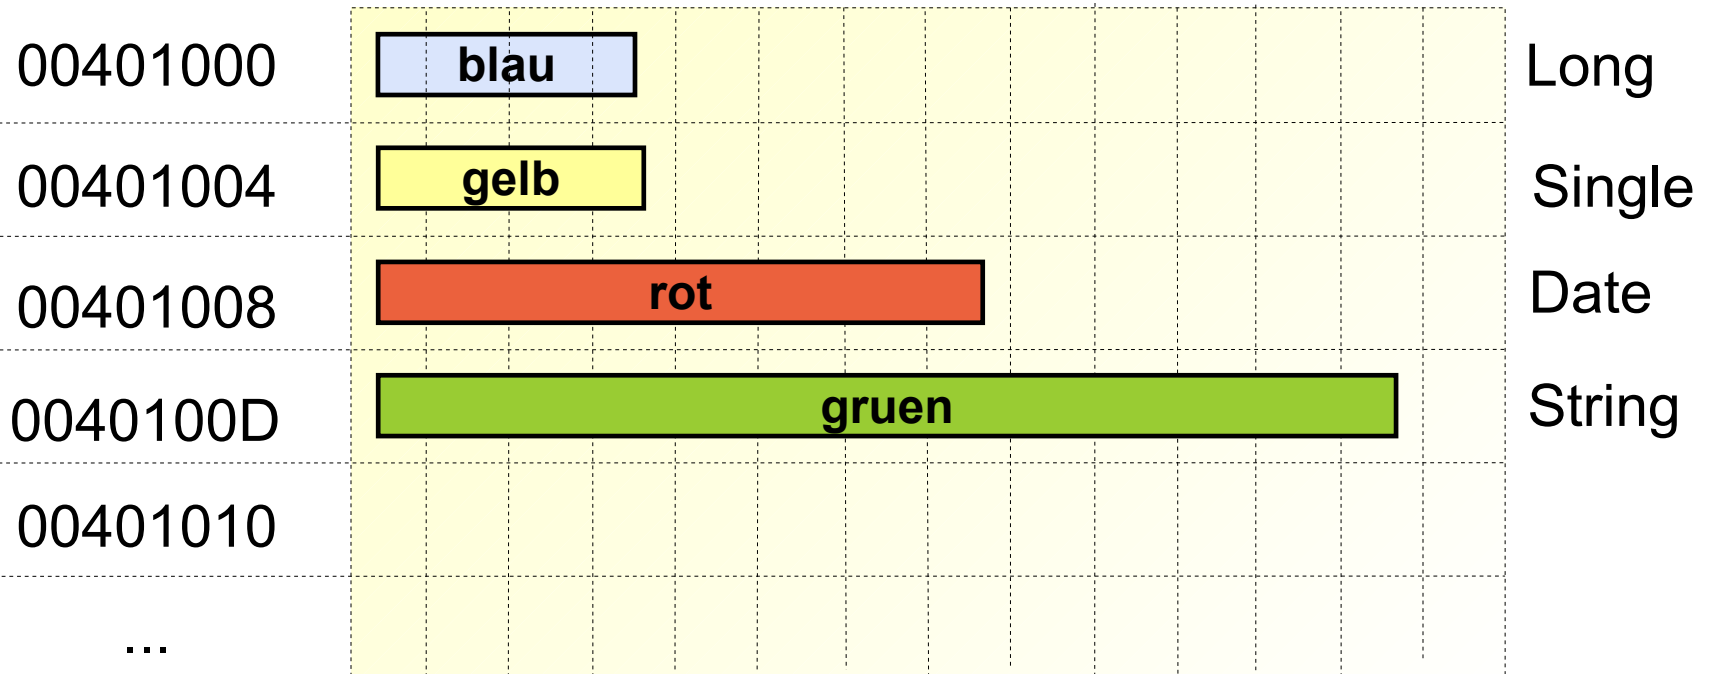 00401000 blau Long
00401004 gelb Single
00401008 rot Date
0040100D gruen String
00401010
...